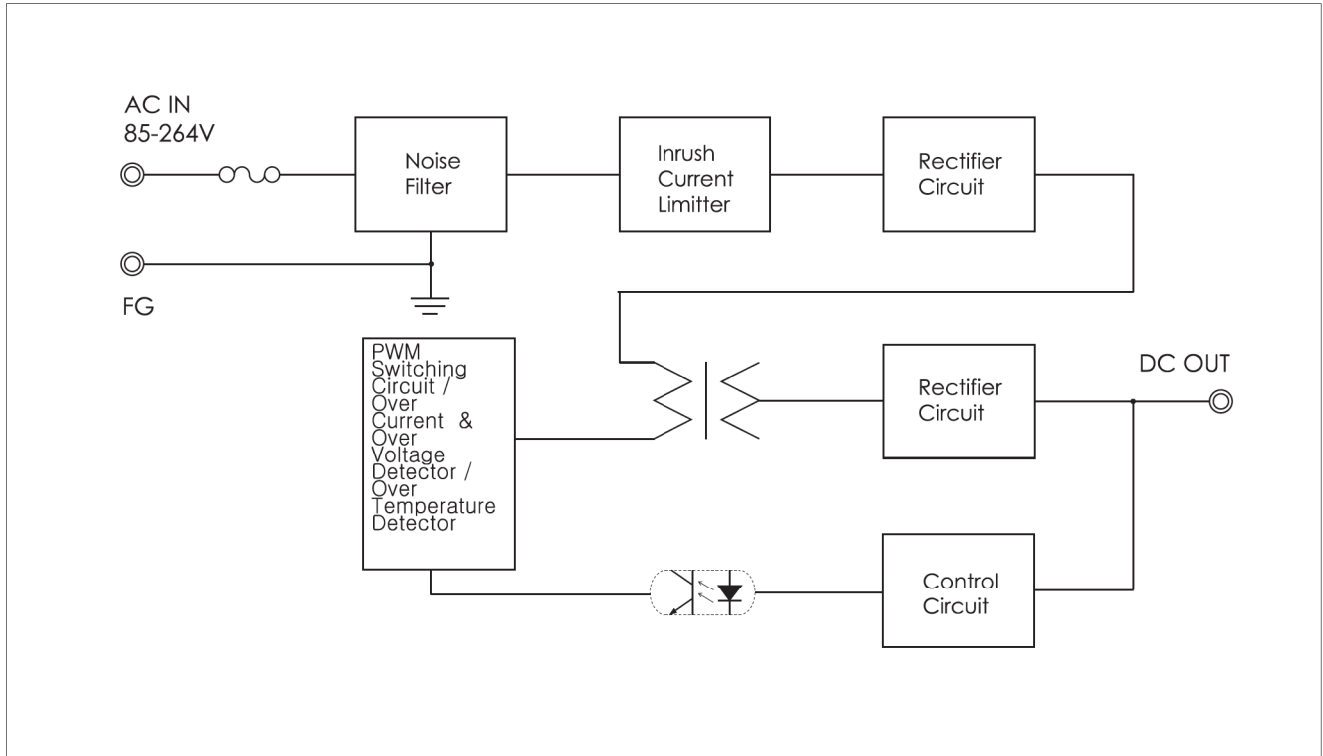 AC IN
85-264V
Noise
Filter
Inrush
Current
Limitter
Rectifier
Circuit
FG
PWM
Switching
Circuit /
Over
Current &
Over
Voltage
Detector /
Over
Temperature
Detector
Rectifier
Circuit
DC OUT
Control
Circuit